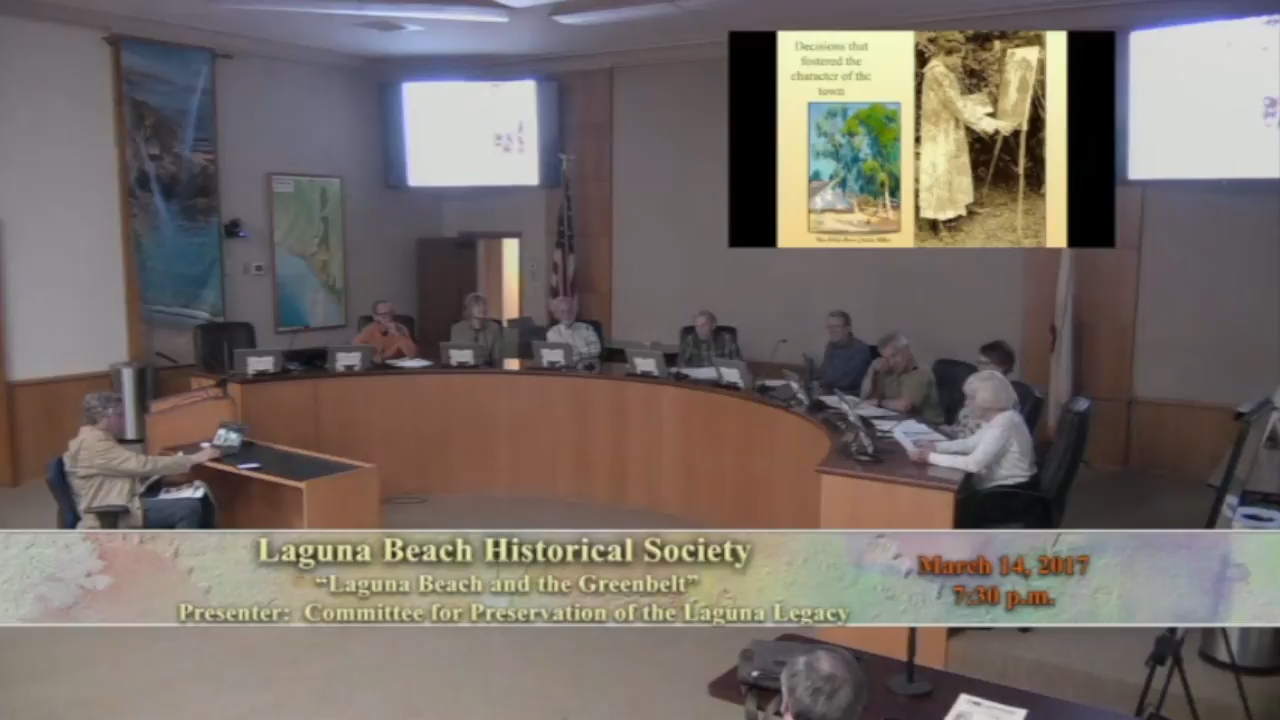 Decisions that
fostered the
character of the
town
Laguna Beach Historical Society
“Laguna Beach and the Greenbelt”
Presenter: Committee for Preservation of the Laguna Legacy
March 14, 2017
7:30 p.m.